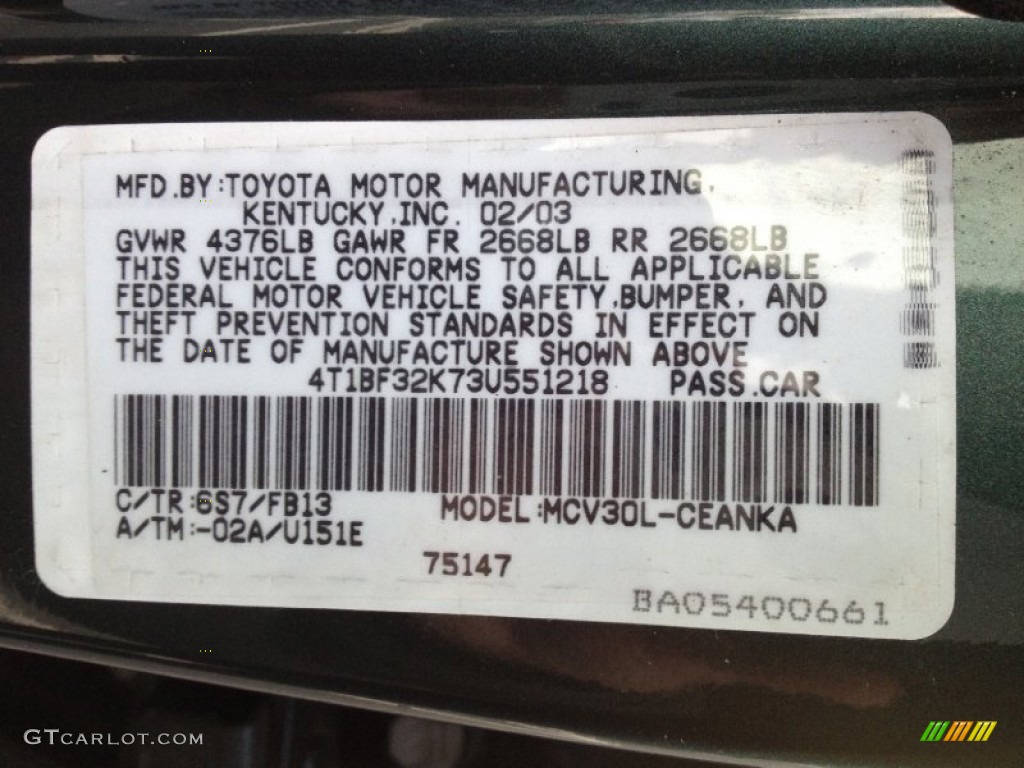 MFD.BY:TOYOTA MOTOR MANUFACTURING,
KENTUCKY,INC. 02/03
GVWR 4376LB GAWR FR 2668LB RR 2668LB
THIS VEHICLE CONFORMS TO ALL APPLICABLE
FEDERAL MOTOR VEHICLE SAFETY,BUMPER, AND
THEFT PREVENTION STANDARDS IN EFFECT ON
THE DATE OF MANUFACTURE SHOWN ABOVE
4T1BF32K73U551218 PASS.CAR
C/TR:6S7/FB13 MODEL:MCV30L-CEANKA
A/TM:-02A/U151E
75147
BA05400661
GTCARLOT.COM